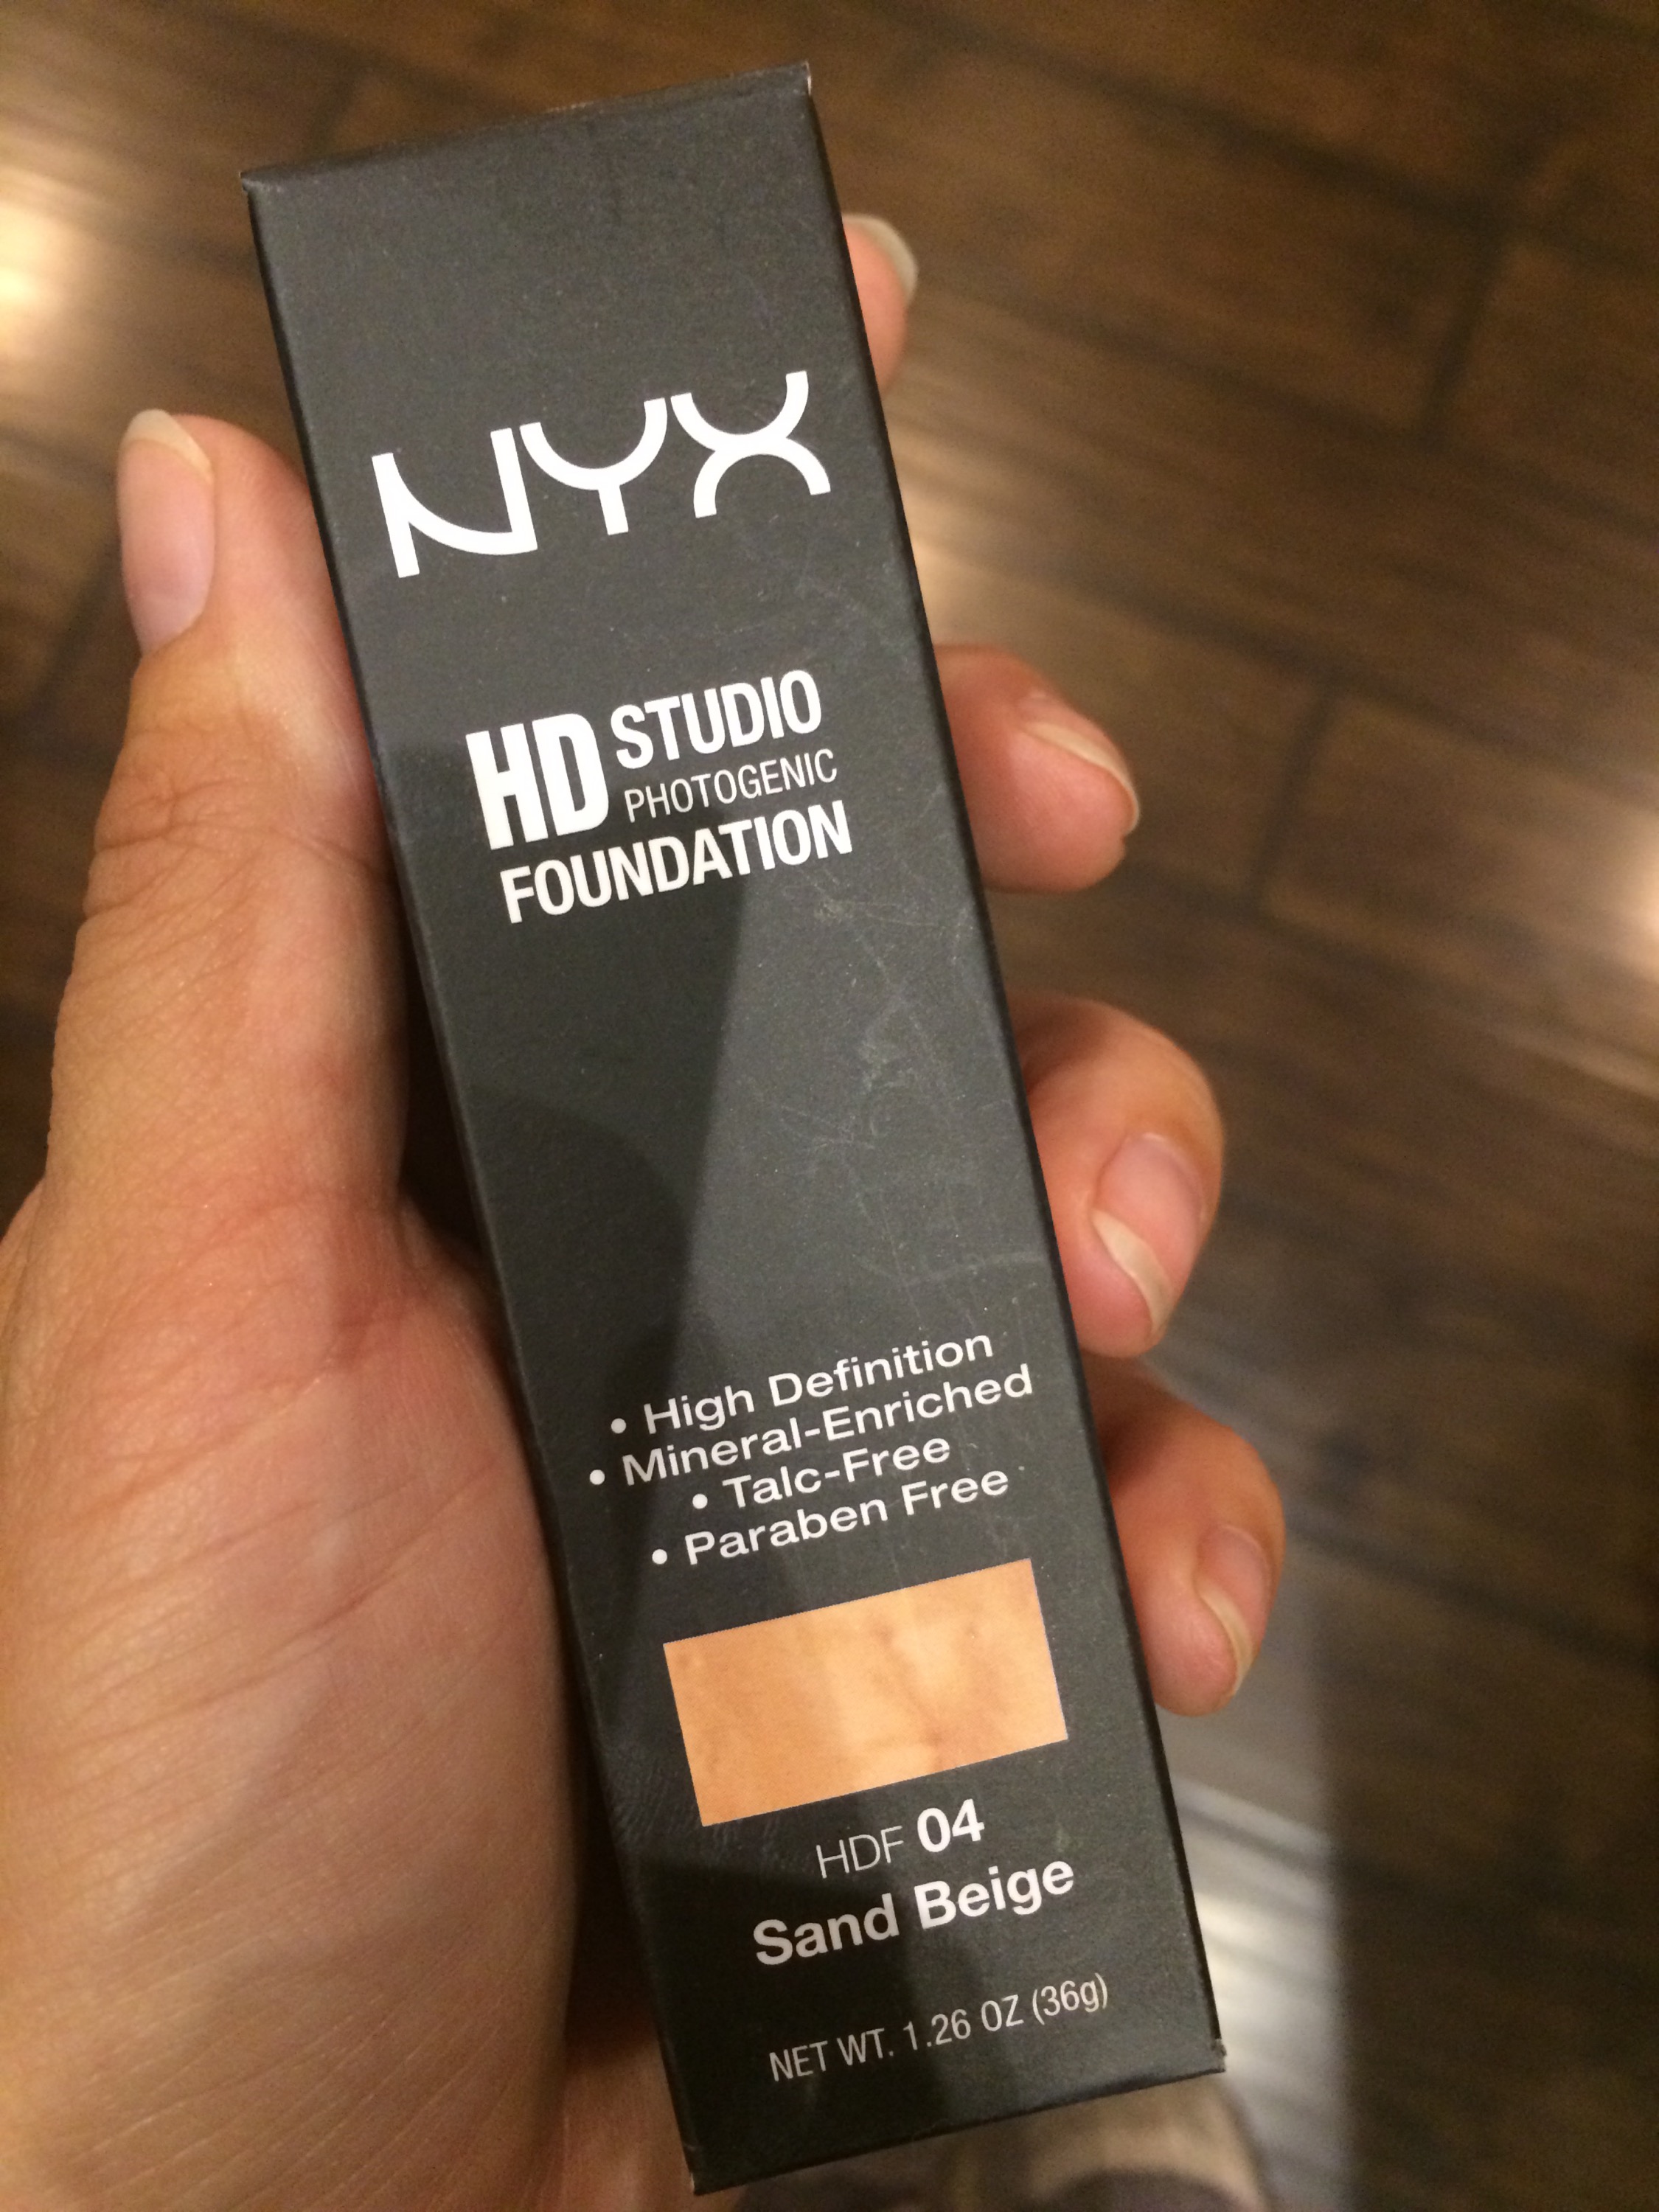 NYX
HD STUDIO
PHOTOGENIC
FOUNDATION
• High Definition
• Mineral-Enriched
• Talc-Free
• Paraben Free
HDF 04
Sand Beige
NET WT. 1.26 OZ (36g)